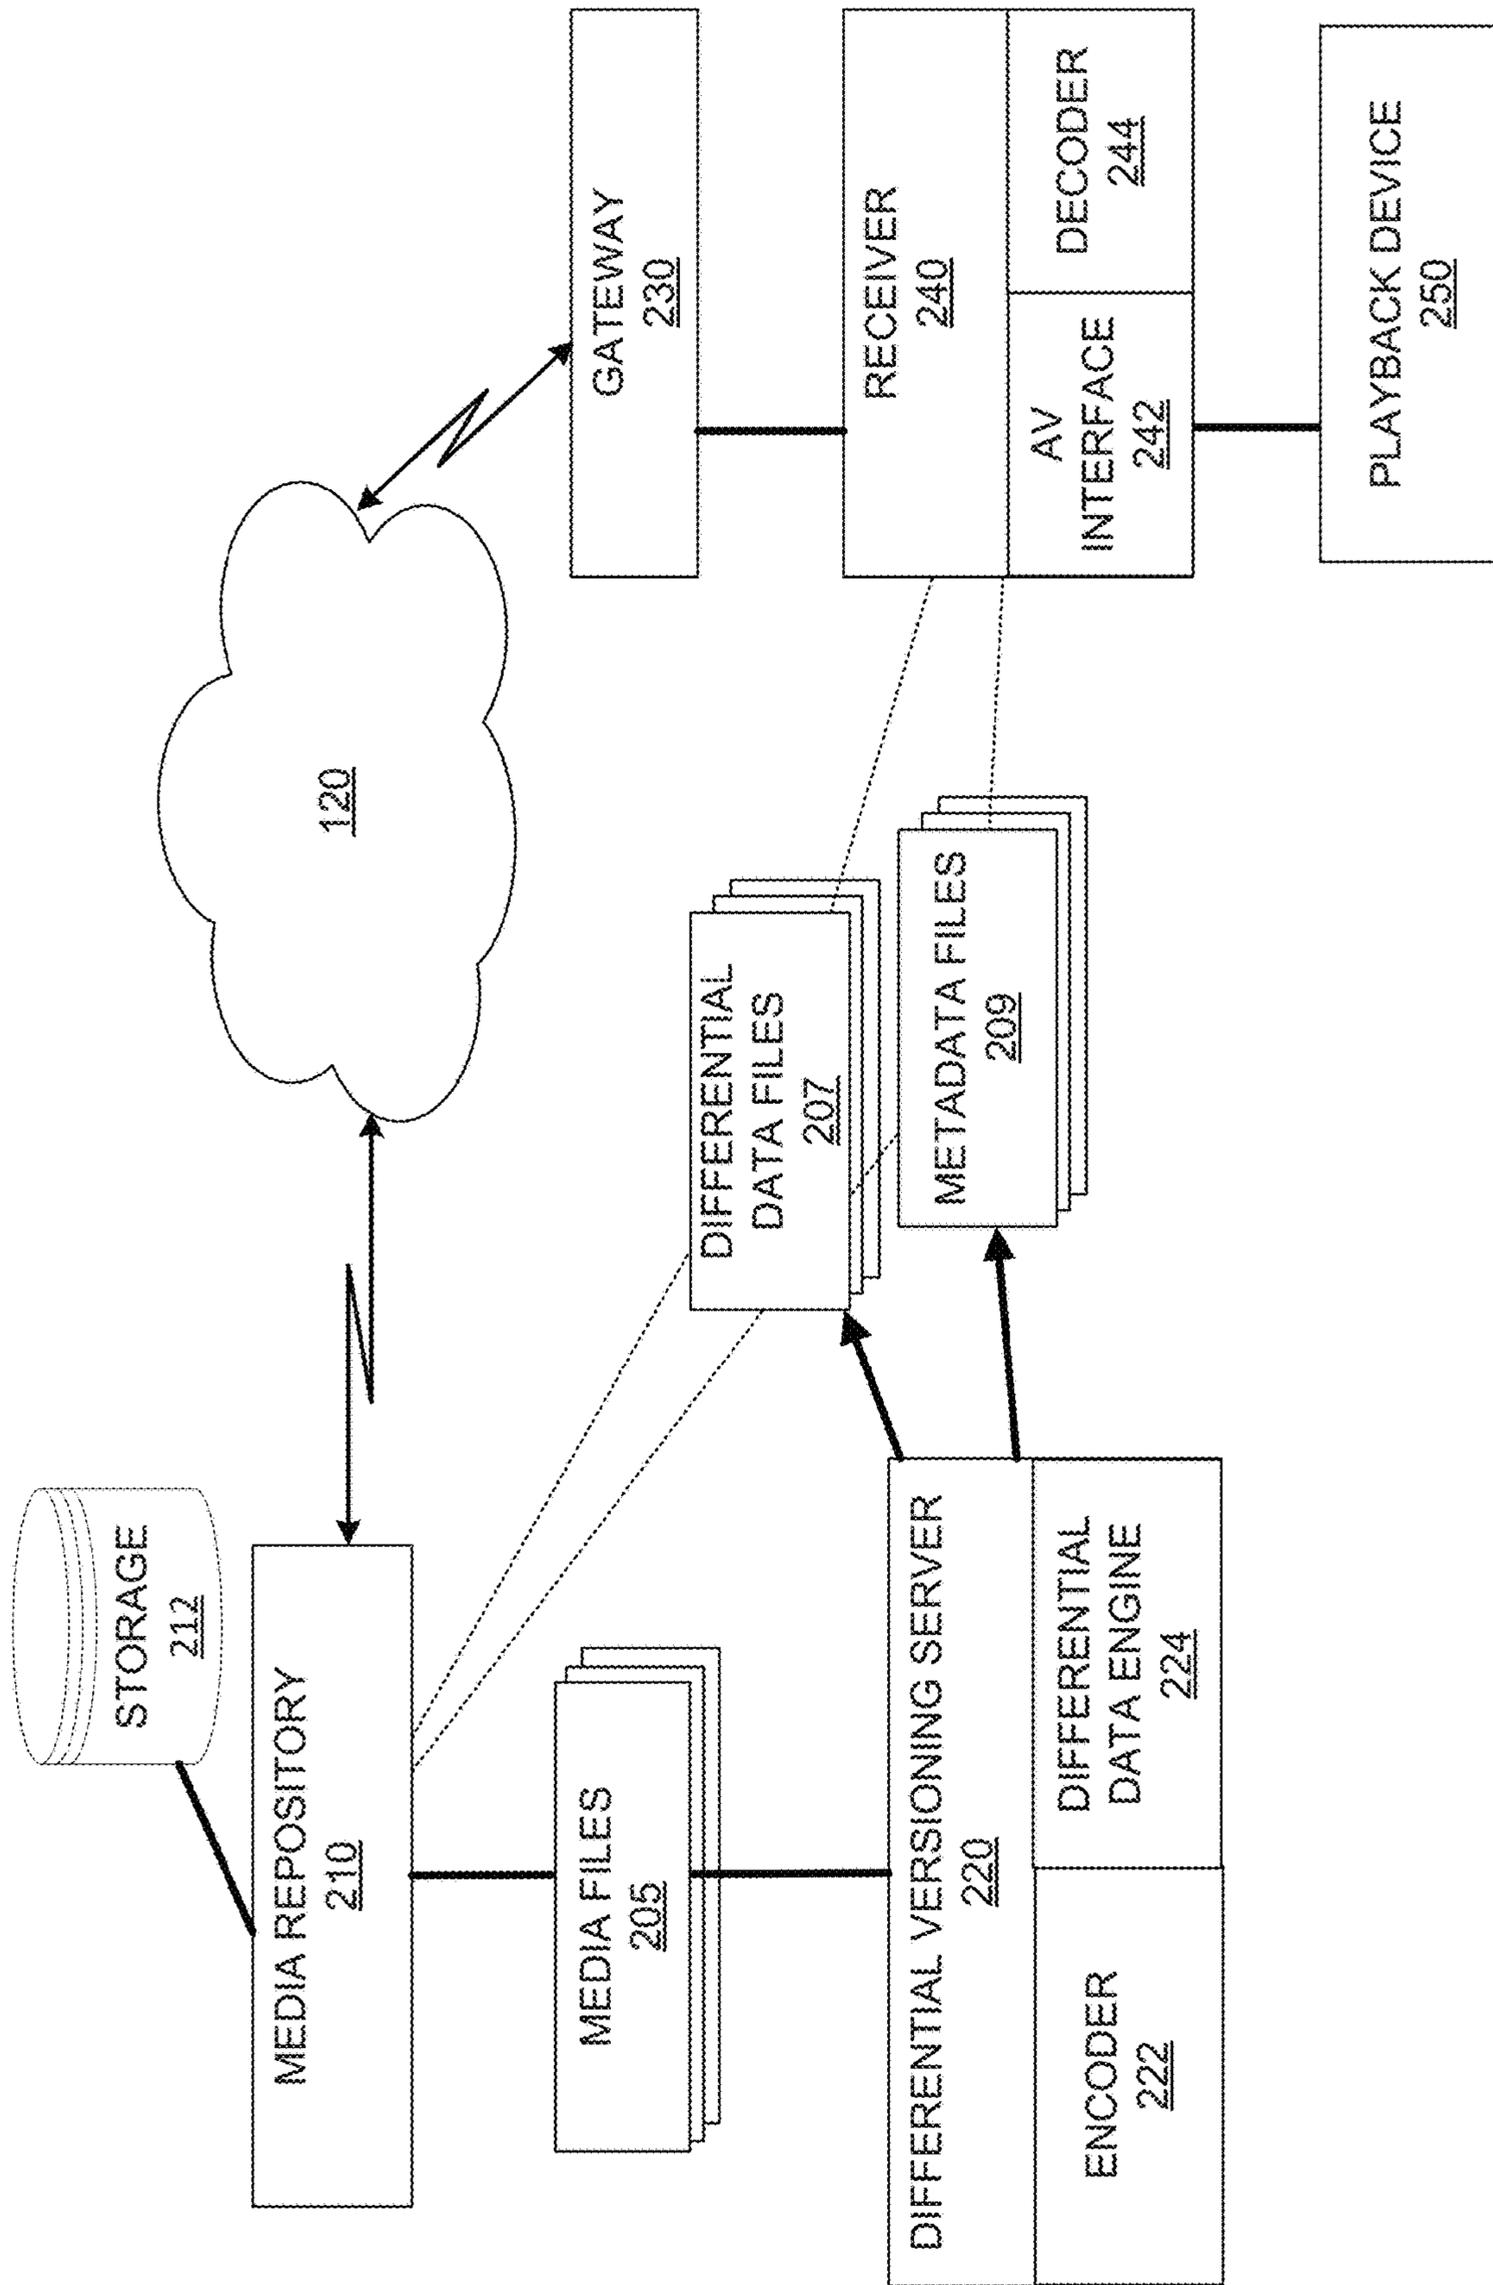 STORAGE
212
MEDIA REPOSITORY
210
120
MEDIA FILES
205
GATEWAY
230
DIFFERENTIAL
DATA FILES
207
METADATA FILES
209
RECEIVER
240
AV
INTERFACE
242
DECODER
244
DIFFERENTIAL VERSIONING SERVER
220
ENCODER
222
DIFFERENTIAL
DATA ENGINE
224
PLAYBACK DEVICE
250